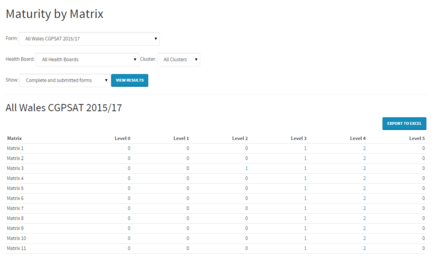 Maturity by Matrix
Form: All Wales CGPSAT 2015/17
Health Board: All Health Boards Cluster: All Clusters
Show: Complete and submitted forms VIEW RESULTS
All Wales CGPSAT 2015/17
EXPORT TO EXCEL
Matrix Level 0 Level 1 Level 2 Level 3 Level 4 Level 5
Matrix 1 0 0 0 1 2 0
Matrix 2 0 0 0 1 2 0
Matrix 3 0 0 1 1 2 0
Matrix 4 0 0 0 1 2 0
Matrix 5 0 0 0 1 2 0
Matrix 6 0 0 0 1 2 0
Matrix 7 0 0 0 1 2 0
Matrix 8 0 0 0 1 2 0
Matrix 9 0 0 0 1 2 0
Matrix 10 0 0 0 1 2 0
Matrix 11 0 0 0 1 2 0